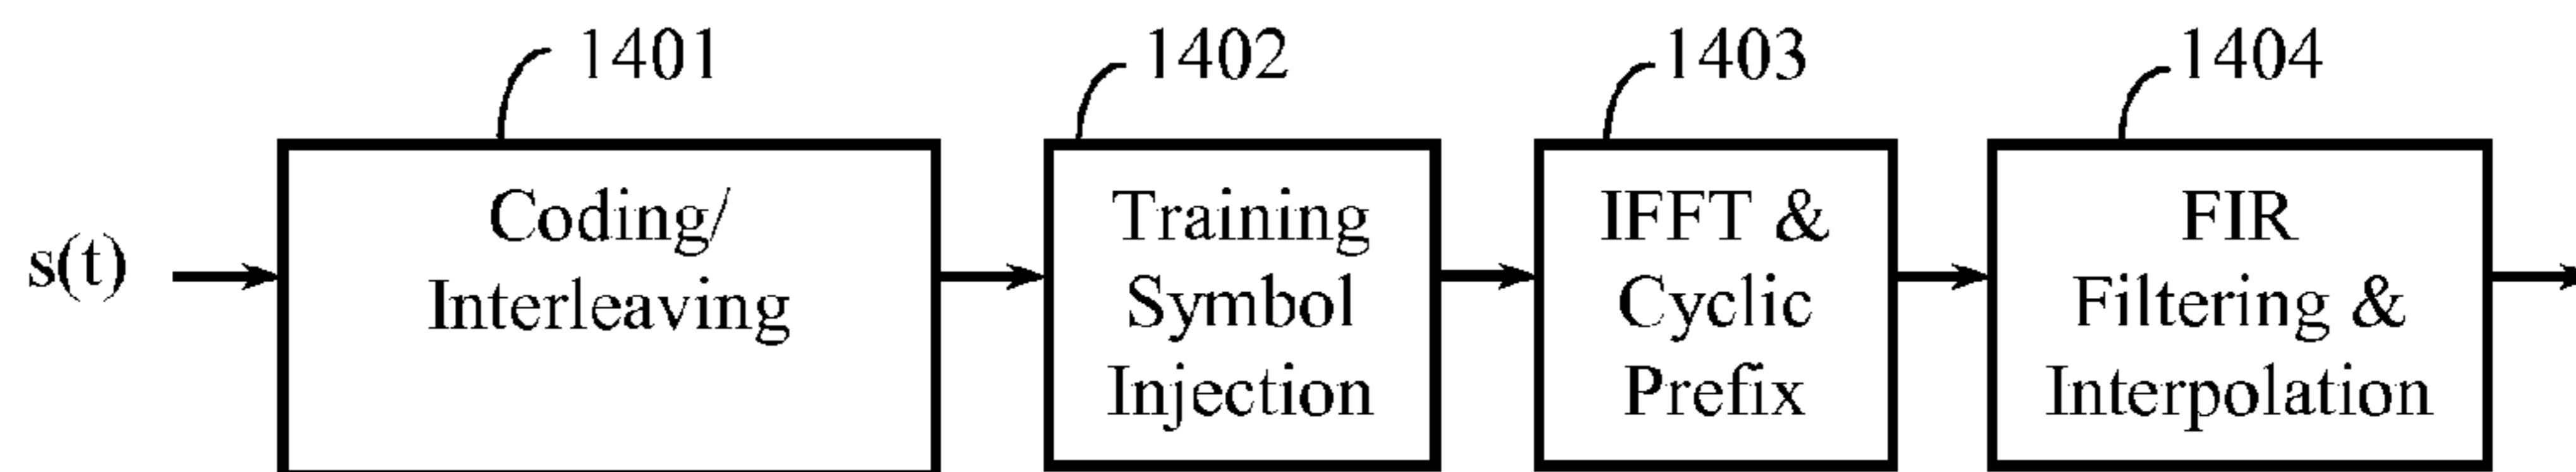 1401
1402
1403
1404
s(t)
Coding/
Interleaving
Training
Symbol
Injection
IFFT &
Cyclic
Prefix
FIR
Filtering &
Interpolation